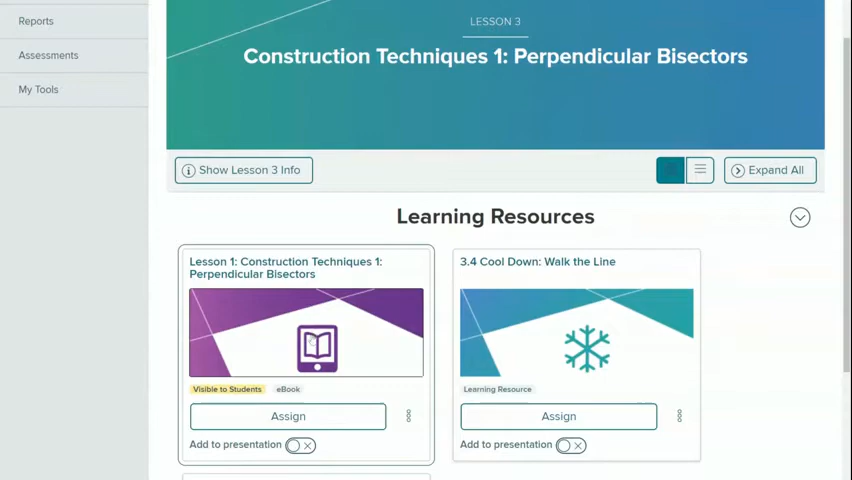 Reports
Assessments
My Tools
LESSON 3
Construction Techniques 1: Perpendicular Bisectors
Show Lesson 3 Info
Expand All
Learning Resources
Lesson 1: Construction Techniques 1:
Perpendicular Bisectors
Visible to Students eBook
Assign
Add to presentation
3.4 Cool Down: Walk the Line
Learning Resource
Assign
Add to presentation